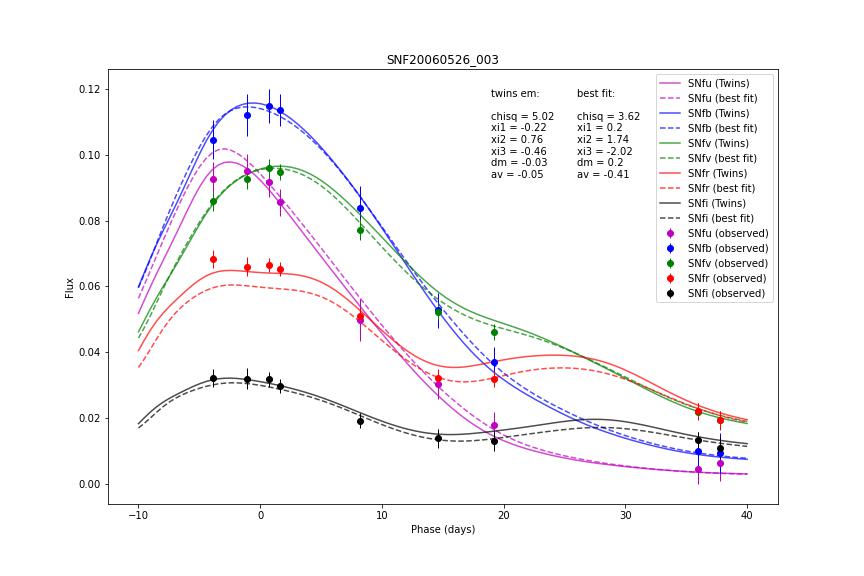 SNF20060526_003
twins em: best fit:
chisq = 5.02 chisq = 3.62
xi1 = -0.22 xi1 = 0.2
xi2 = 0.76 xi2 = 1.74
xi3 = -0.46 xi3 = -2.02
dm = -0.03 dm = 0.2
av = -0.05 av = -0.41
SNfu (Twins)
SNfu (best fit)
SNfb (Twins)
SNfb (best fit)
SNfv (Twins)
SNfv (best fit)
SNfr (Twins)
SNfr (best fit)
SNfi (Twins)
SNfi (best fit)
SNfu (observed)
SNfb (observed)
SNfv (observed)
SNfr (observed)
SNfi (observed)
Flux
0.12
0.10
0.08
0.06
0.04
0.02
0.00
−10 0 10 20 30 40
Phase (days)